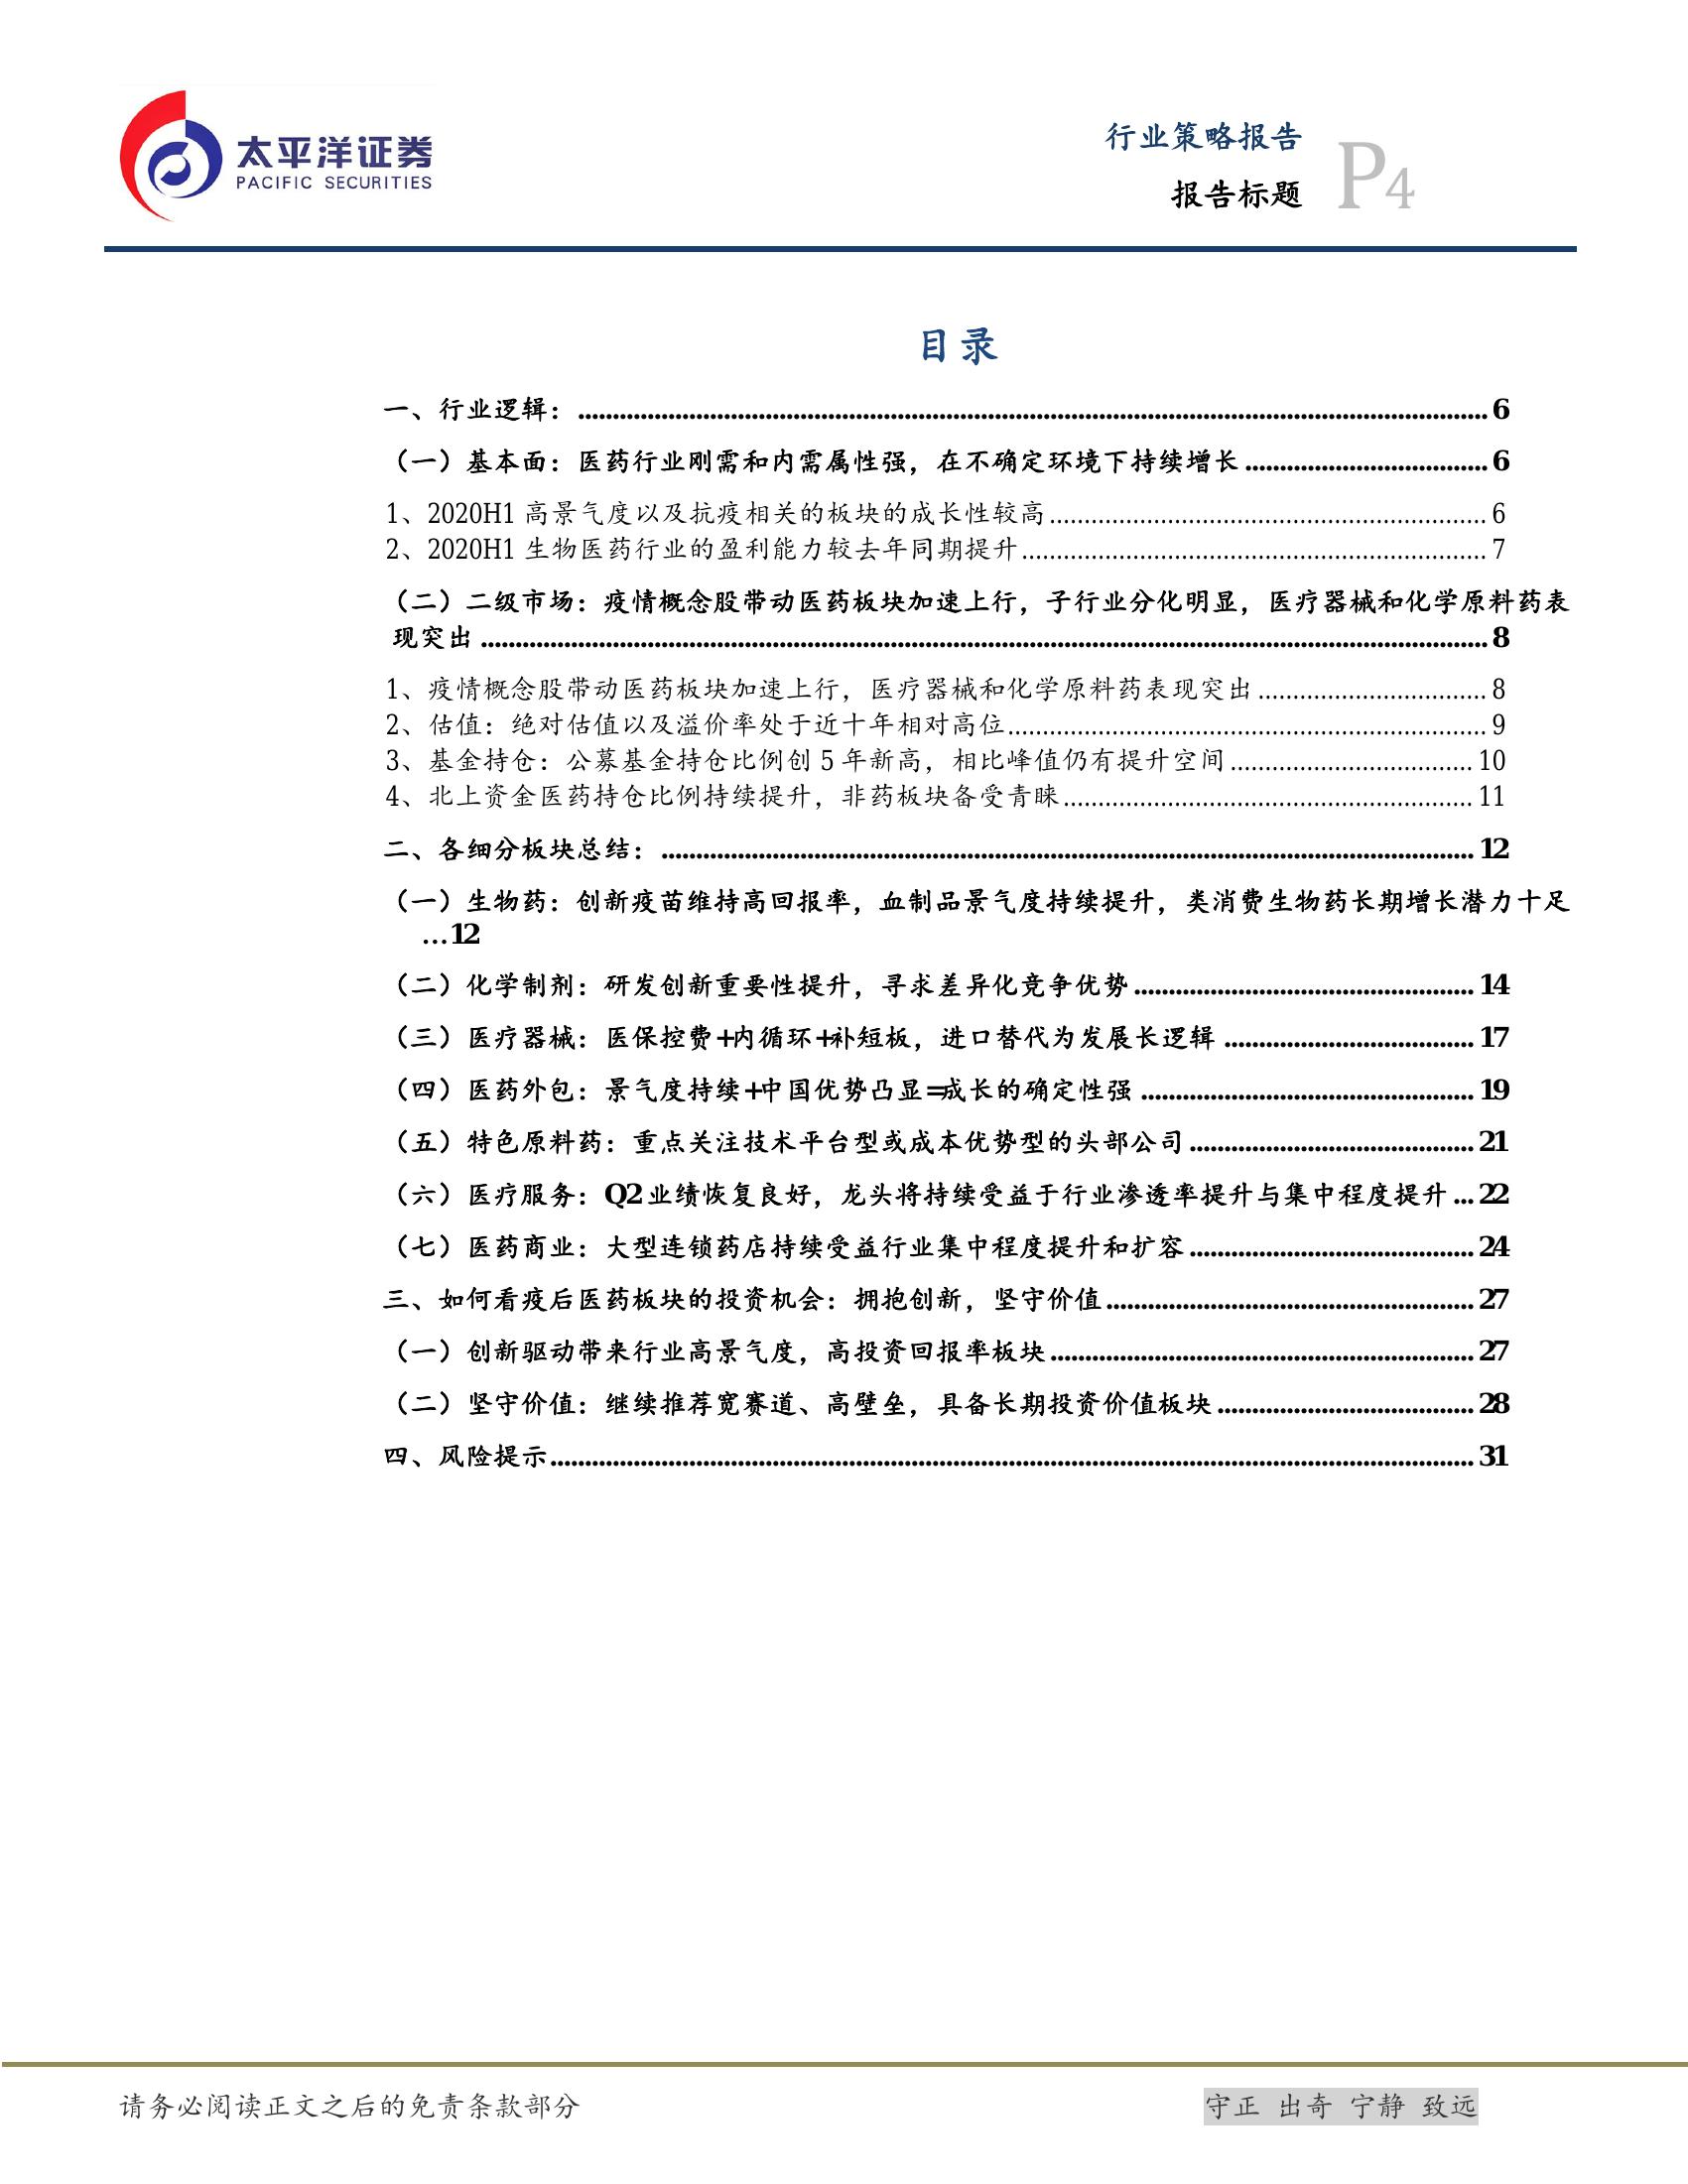 太平洋证券
PACIFIC SECURITIES
行业策略报告
报告标题
P4
目录
一、行业逻辑：................................................................ 6
（一）基本面：医药行业刚需和内需属性强，在不确定环境下持续增长................ 6
1、2020H1 高景气度以及抗疫相关的板块的成长性较高................ 6
2、2020H1 生物医药行业的盈利能力较去年同期提升................ 7
（二）二级市场：疫情概念股带动医药板块加速上行，子行业分化明显，医疗器械和化学原料药表
现突出................................................................ 8
1、疫情概念股带动医药板块加速上行，医疗器械和化学原料药表现突出................ 8
2、估值：绝对估值以及溢价率处于近十年相对高位................ 9
3、基金持仓：公募基金持仓比例创 5 年新高，相比峰值仍有提升空间................ 10
4、北上资金医药持仓比例持续提升，非药板块备受青睐................ 11
二、各细分板块总结：................................................................ 12
（一）生物药：创新疫苗维持高回报率，血制品景气度持续提升，类消费生物药长期增长潜力十足
...12
（二）化学制剂：研发创新重要性提升，寻求差异化竞争优势................ 14
（三）医疗器械：医保控费+内循环+补短板，进口替代为发展长逻辑................ 17
（四）医药外包：景气度持续+中国优势凸显=成长的确定性强................ 19
（五）特色原料药：重点关注技术平台型或成本优势型的头部公司................ 21
（六）医疗服务：Q2 业绩恢复良好，龙头将持续受益于行业渗透率提升与集中程度提升... 22
（七）医药商业：大型连锁药店持续受益行业集中程度提升和扩容................ 24
三、如何看疫后医药板块的投资机会：拥抱创新，坚守价值................ 27
（一）创新驱动带来行业高景气度，高投资回报率板块................ 27
（二）坚守价值：继续推荐宽赛道、高壁垒，具备长期投资价值板块................ 28
四、风险提示................................................................ 31
请务必阅读正文之后的免责条款部分
守正 出奇 宁静 致远